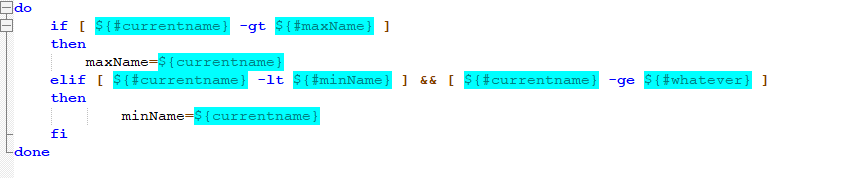 do
if [ ${#currentname} -gt ${#maxName} ]
then
maxName=${currentname}
elif [ ${#currentname} -lt ${#minName} ] && [ ${#currentname} -ge ${#whatever} ]
then
minName=${currentname}
fi
done